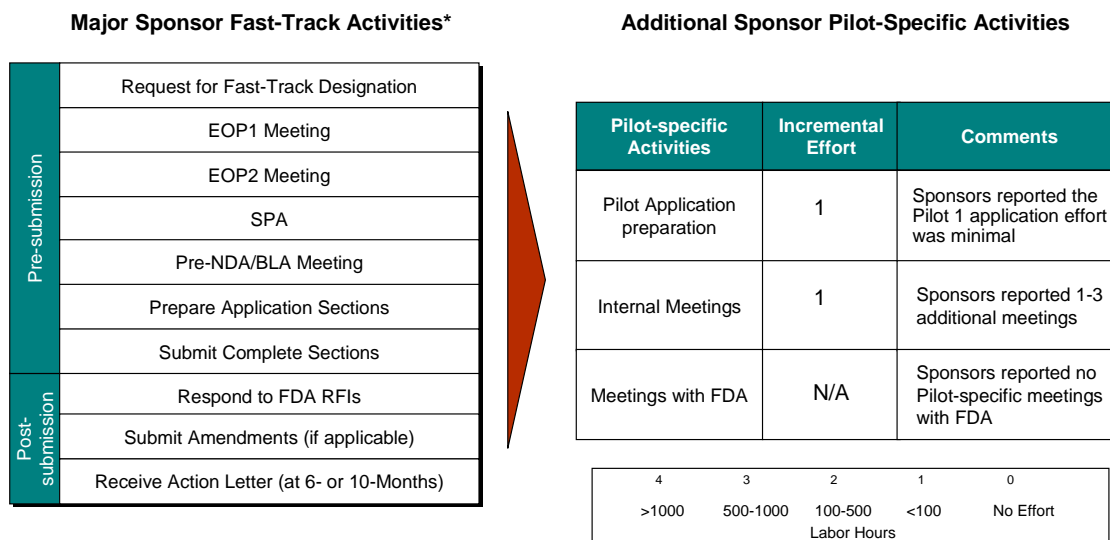 Major Sponsor Fast-Track Activities*
Pre-submission
Request for Fast-Track Designation
EOP1 Meeting
EOP2 Meeting
SPA
Pre-NDA/BLA Meeting
Prepare Application Sections
Submit Complete Sections
Post-
submission
Respond to FDA RFIs
Submit Amendments (if applicable)
Receive Action Letter (at 6- or 10-Months)
Additional Sponsor Pilot-Specific Activities
Pilot-specific
Activities
Incremental
Effort
Comments
Pilot Application
preparation
1
Sponsors reported the
Pilot 1 application effort
was minimal
Internal Meetings
1
Sponsors reported 1-3
additional meetings
Meetings with FDA
N/A
Sponsors reported no
Pilot-specific meetings
with FDA
4 3 2 1 0
>1000 500-1000 100-500 <100 No Effort
Labor Hours